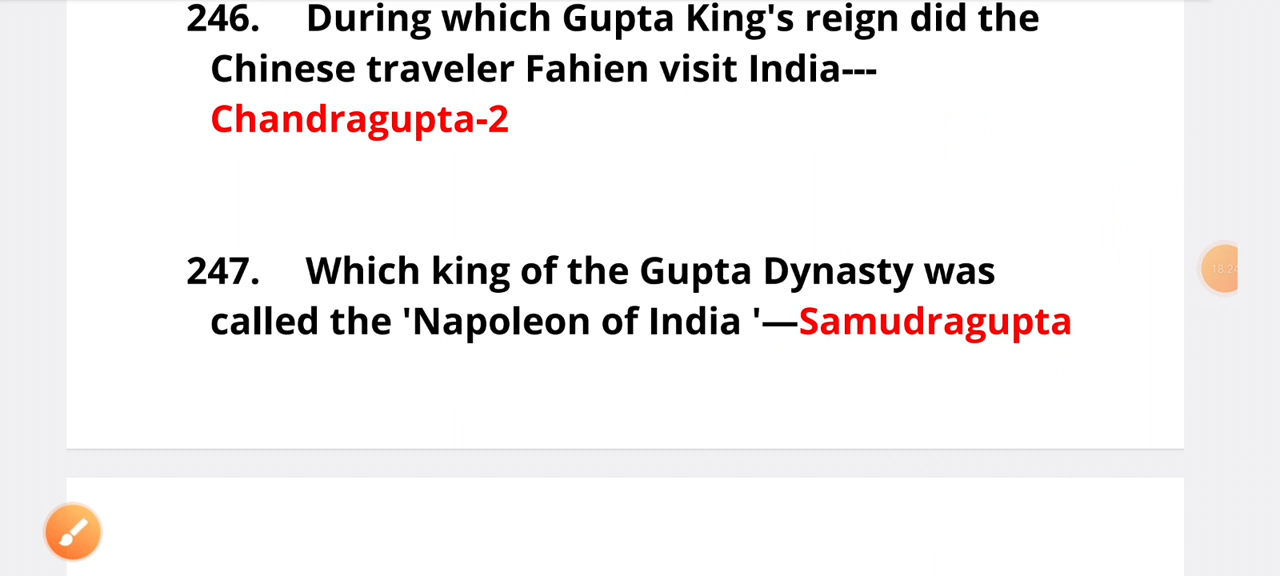 246. During which Gupta King's reign did the
Chinese traveler Fahien visit India---
Chandragupta-2
247. Which king of the Gupta Dynasty was
called the 'Napoleon of India '—Samudragupta